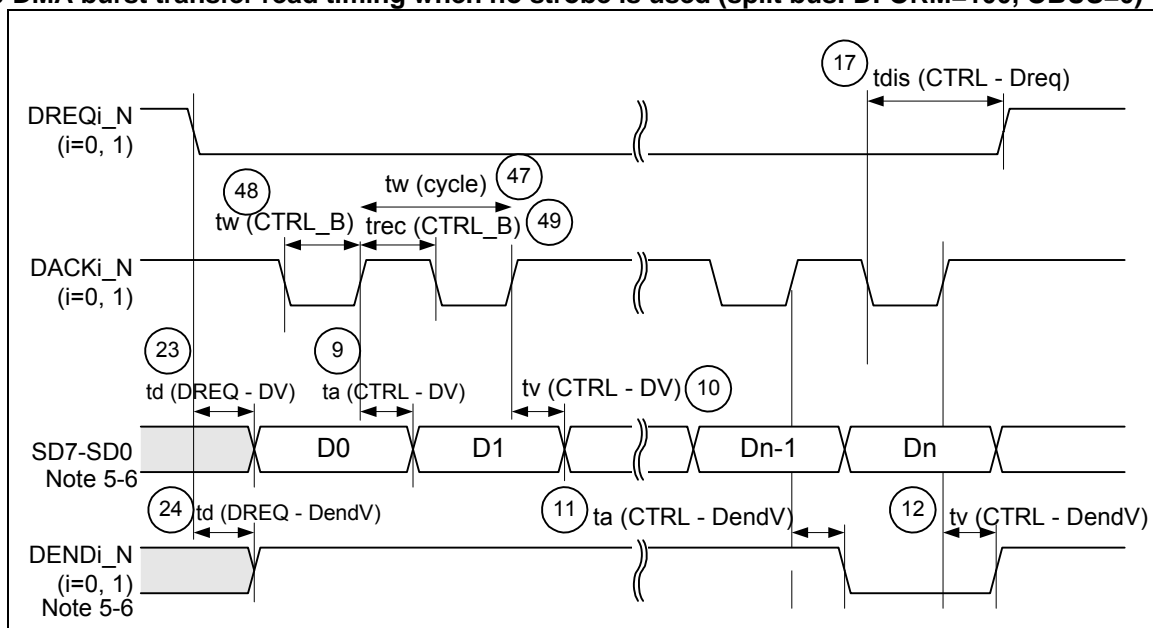 DMA burst transfer read timing when no strobe is used (split bus: DFORM=100, OBUS=0)
17
tdis (CTRL - Dreq)
DREQi_N
(i=0, 1)
48
tw (cycle)
47
tw (CTRL_B)
trec (CTRL_B)
49
DACKi_N
(i=0, 1)
23
9
td (DREQ - DV)
ta (CTRL - DV)
tv (CTRL - DV)
10
SD7-SD0
Note 5-6
D0
D1
Dn-1
Dn
24
td (DREQ - DendV)
11
ta (CTRL - DendV)
12
tv (CTRL - DendV)
DENDi_N
(i=0, 1)
Note 5-6